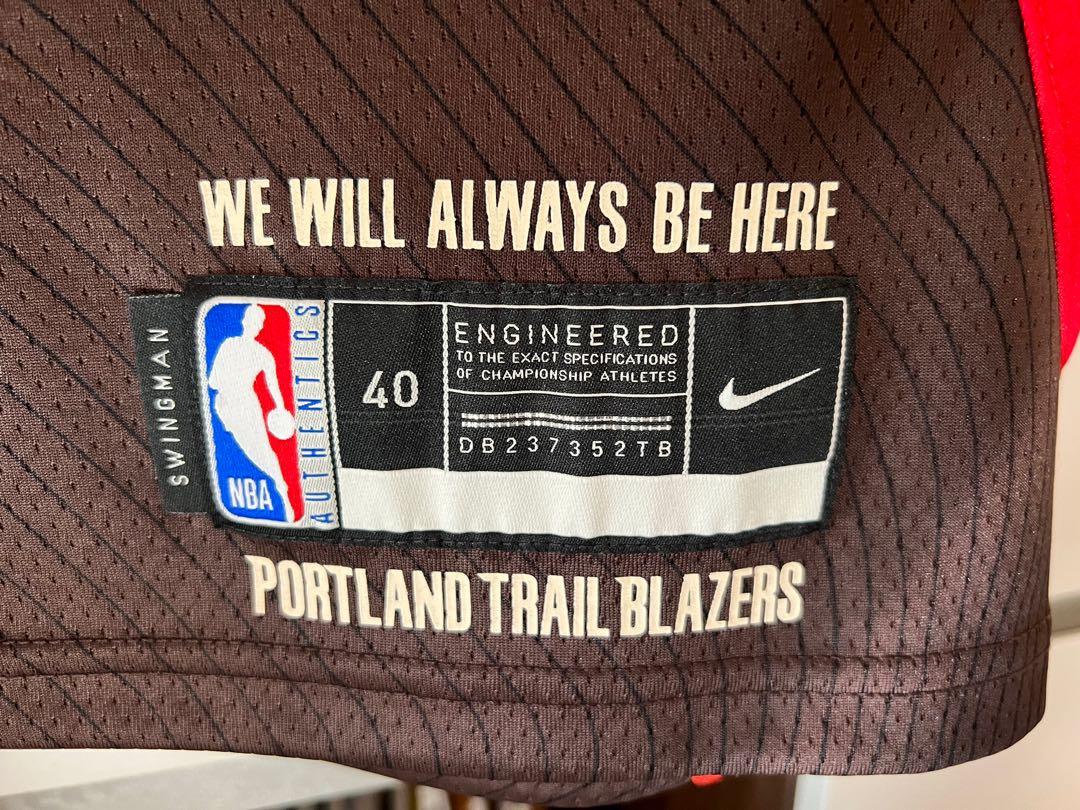 WE WILL ALWAYS BE HERE
SWINGMAN
NBA
AUTHENTICS
40
ENGINEERED
TO THE EXACT SPECIFICATIONS
OF CHAMPIONSHIP ATHLETES
DB237352TB
PORTLAND TRAIL BLAZERS